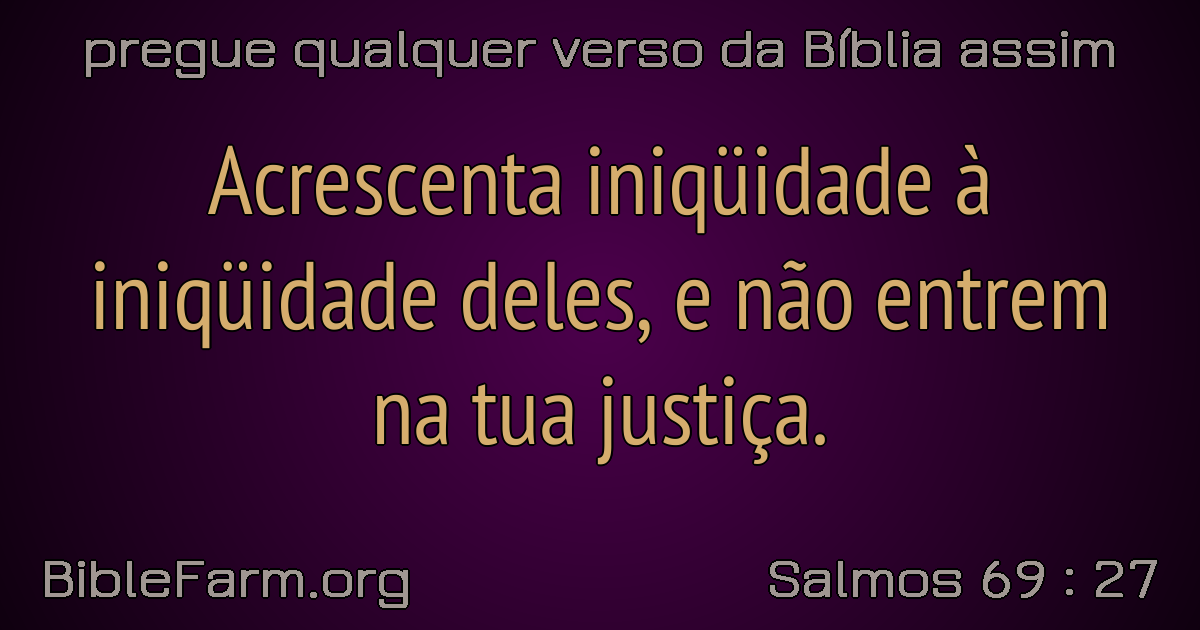 pregue qualquer verso da Bíblia assim
Acrescenta iniqüidade à
iniqüidade deles, e não entrem
na tua justiça.
BibleFarm.org
Salmos 69 : 27